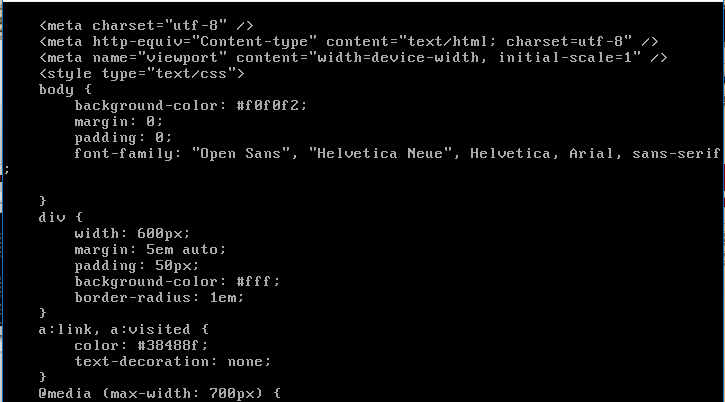 <meta charset="utf-8" />
    <meta http-equiv="Content-type" content="text/html; charset=utf-8" />
    <meta name="viewport" content="width=device-width, initial-scale=1" />
    <style type="text/css">
    body {
        background-color: #f0f0f2;
        margin: 0;
        padding: 0;
        font-family: "Open Sans", "Helvetica Neue", Helvetica, Arial, sans-serif
;
    }
    div {
        width: 600px;
        margin: 5em auto;
        padding: 50px;
        background-color: #fff;
        border-radius: 1em;
    }
    a:link, a:visited {
        color: #38488f;
        text-decoration: none;
    }
    @media (max-width: 700px) {